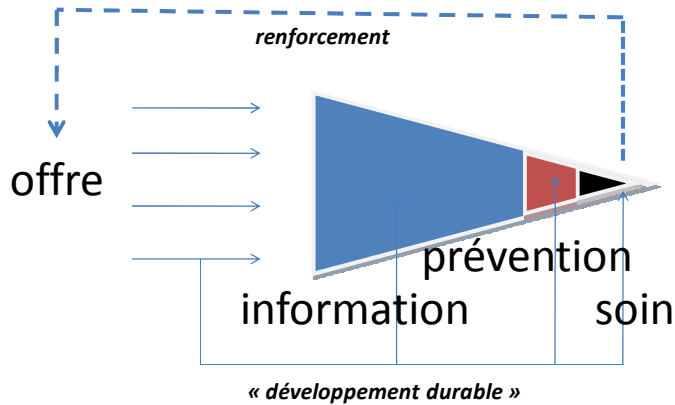 renforcement
offre
prévention
information
soin
« développement durable »